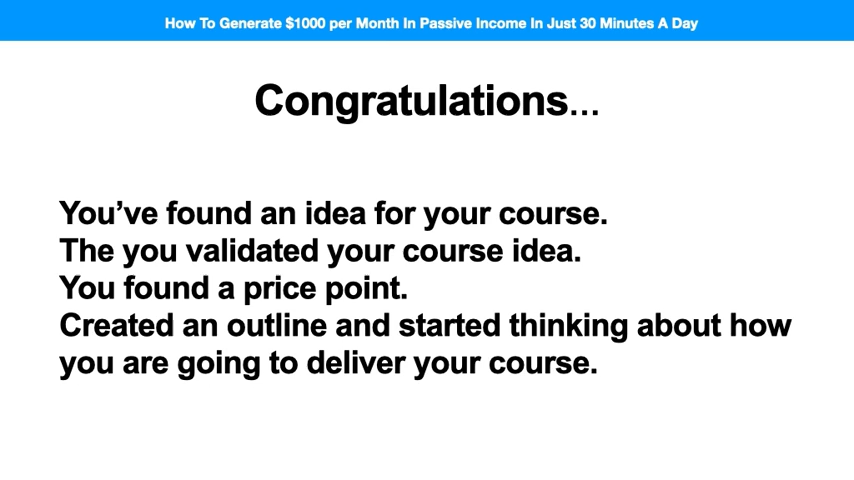 How To Generate $1000 per Month In Passive Income In Just 30 Minutes A Day
Congratulations...
You’ve found an idea for your course.
The you validated your course idea.
You found a price point.
Created an outline and started thinking about how
you are going to deliver your course.